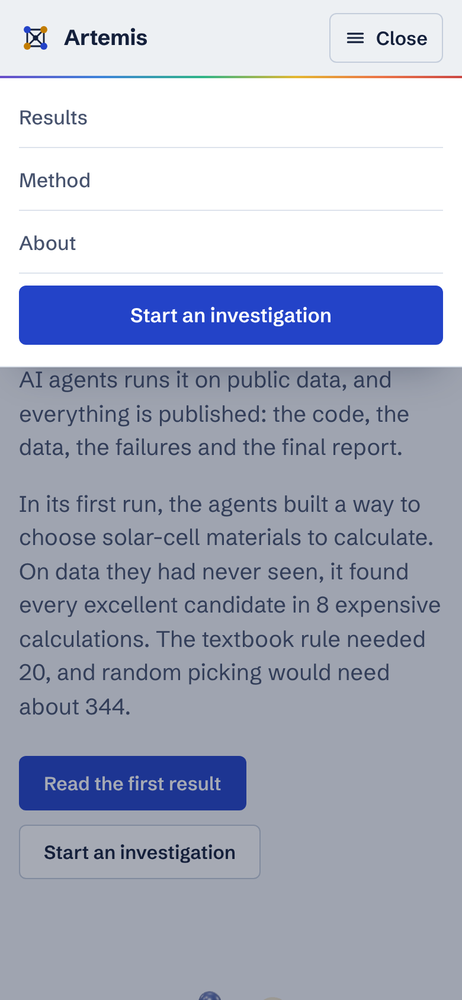 Artemis
Close
Results
Method
About
Start an investigation
AI agents runs it on public data, and
everything is published: the code, the
data, the failures and the final report.
In its first run, the agents built a way to
choose solar-cell materials to calculate.
On data they had never seen, it found
every excellent candidate in 8 expensive
calculations. The textbook rule needed
20, and random picking would need
about 344.
Read the first result
Start an investigation